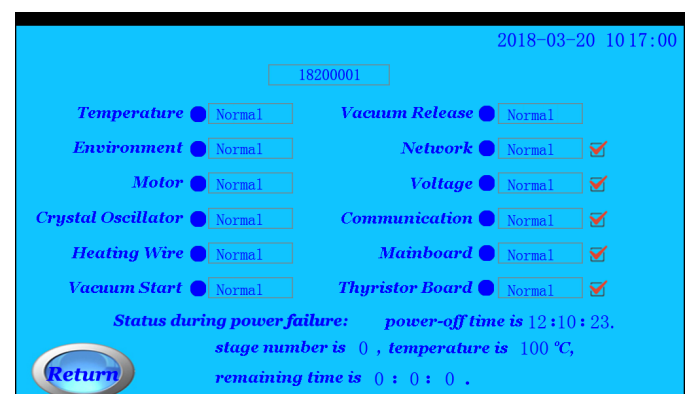 2018-03-20 10 17:00
18200001
Temperature Normal Vacuum Release Normal
Environment Normal Network Normal
Motor Normal Voltage Normal
Crystal Oscillator Normal Communication Normal
Heating Wire Normal Mainboard Normal
Vacuum Start Normal Thyristor Board Normal
Status during power failure: power-off time is 12:10:23.
stage number is 0 , temperature is 100 ℃,
Return remaining time is 0 : 0 : 0 .